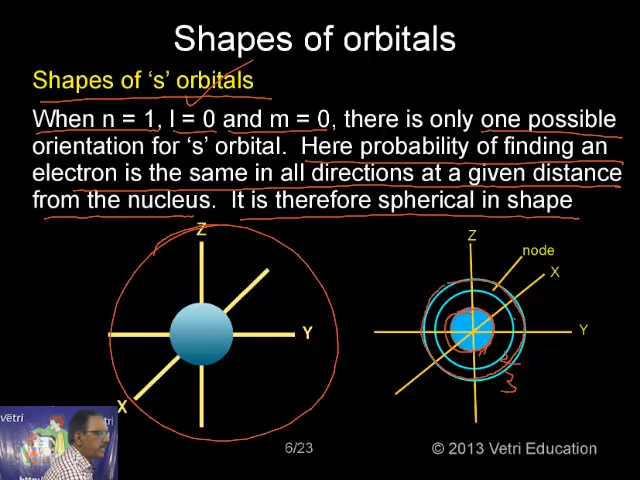 Shapes of orbitals
Shapes of ‘s’ orbitals
When n = 1, l = 0 and m = 0, there is only one possible
orientation for ‘s’ orbital. Here probability of finding an
electron is the same in all directions at a given distance
from the nucleus. It is therefore spherical in shape
Z
Y
X
Z
node
X
Y
vētri
6/23
© 2013 Vetri Education